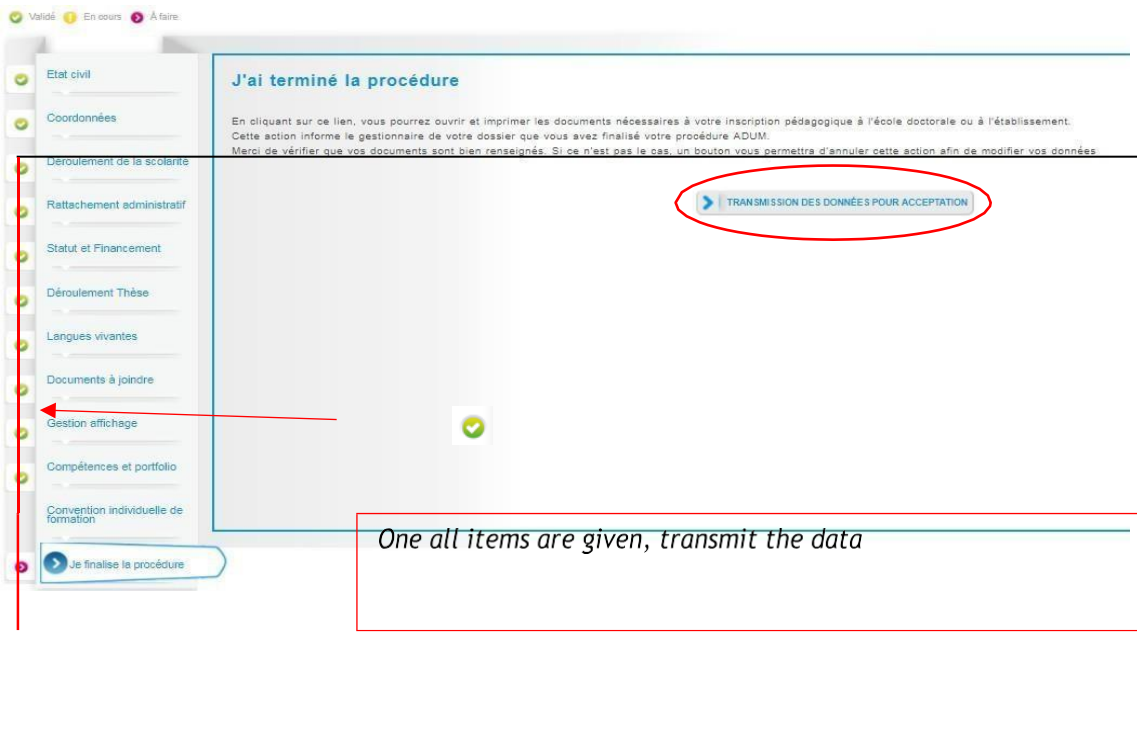 Validé En cours À faire
Etat civil
Coordonnées
Déroulement de la scolarité
Rattachement administratif
Statut et Financement
Déroulement Thèse
Langues vivantes
Documents à joindre
Gestion affichage
Compétences et portfolio
Convention individuelle de
formation
Je finalise la procédure
J'ai terminé la procédure
En cliquant sur ce lien, vous pourrez ouvrir et imprimer les documents nécessaires à votre inscription pédagogique à l'école doctorale ou à l'établissement.
Cette action informe le gestionnaire de votre dossier que vous avez finalisé votre procédure ADUM.
Merci de vérifier que vos documents sont bien renseignés. Si ce n'est pas le cas, un bouton vous permettra d'annuler cette action afin de modifier vos données
TRANSMISSION DES DONNÉES POUR ACCEPTATION
One all items are given, transmit the data